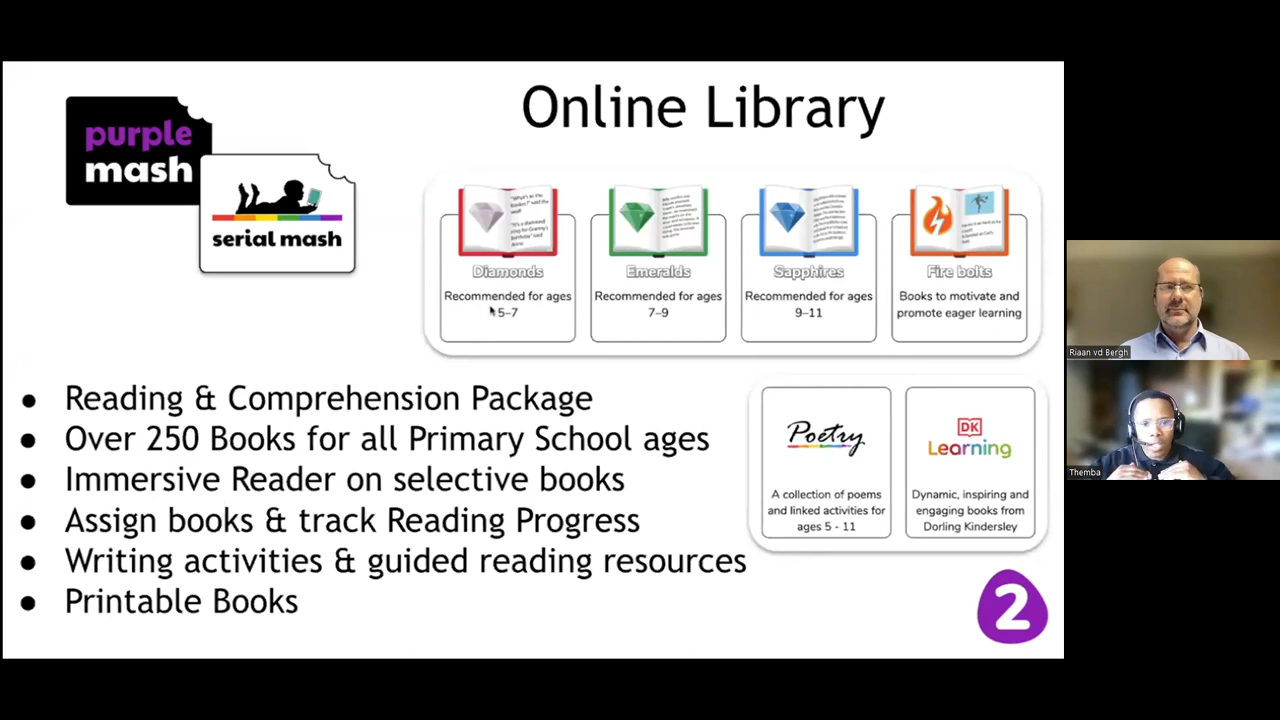 Online Library
purple
mash
serial mash
Diamonds
Recommended for ages
5–7
Emeralds
Recommended for ages
7–9
Sapphires
Recommended for ages
9–11
Fire bolts
Books to motivate and
promote eager learning
Riaan vd Bergh
Themba
● Reading & Comprehension Package
● Over 250 Books for all Primary School ages
● Immersive Reader on selective books
● Assign books & track Reading Progress
● Writing activities & guided reading resources
● Printable Books
Poetry
A collection of poems
and linked activities for
ages 5 - 11
DK
Learning
Dynamic, inspiring and
engaging books from
Dorling Kindersley
2